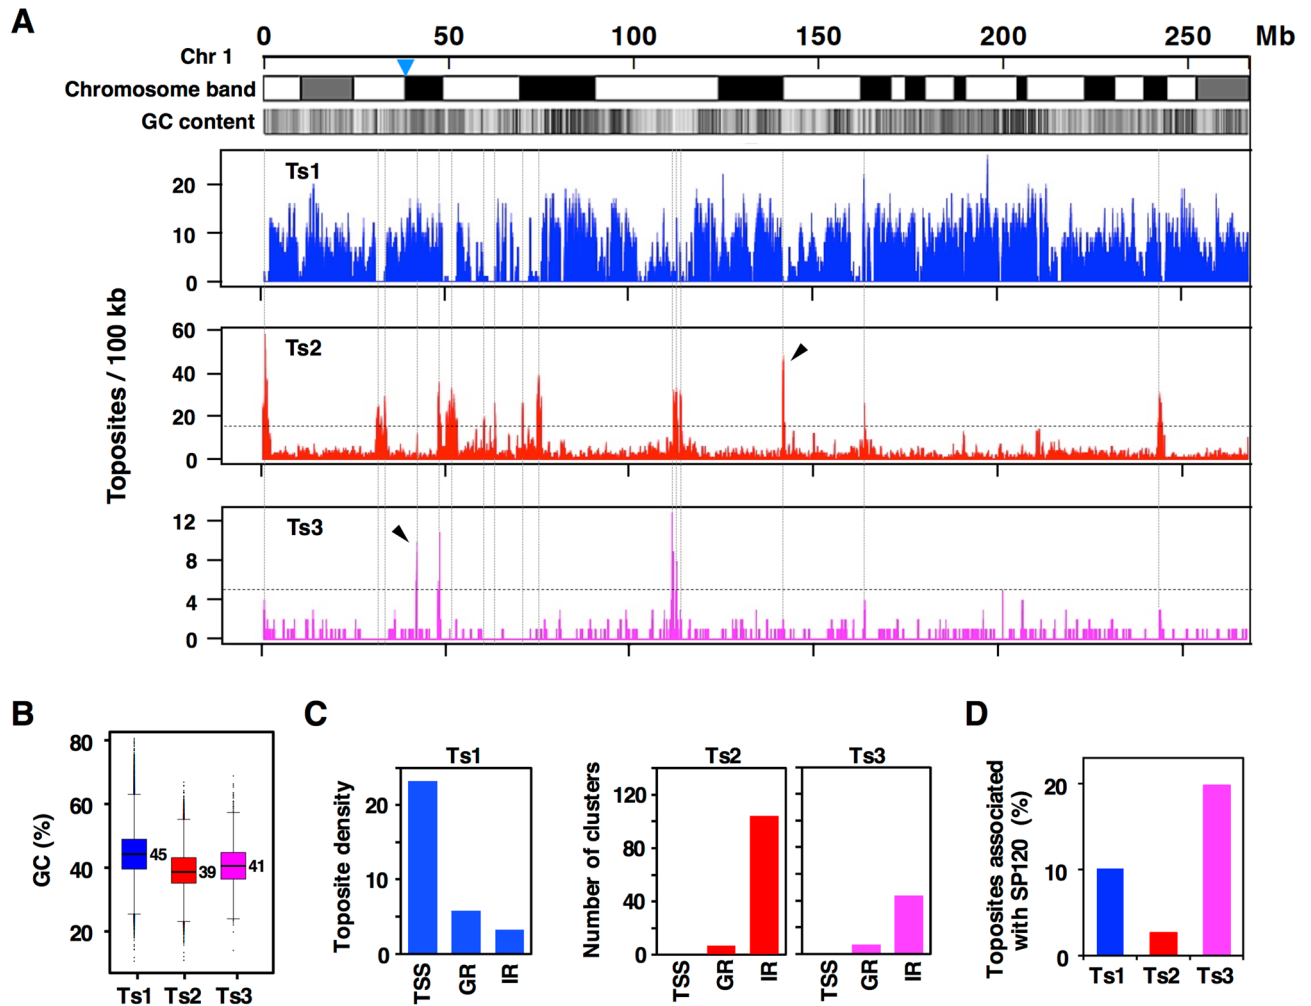 A
0 50 100 150 200 250 Mb
Chr 1
Chromosome band
GC content
Toposites / 100 kb
Ts1
20
10
0
Ts2
60
40
20
0
Ts3
12
8
4
0
B
GC (%)
80
60
40
20
45
39
41
Ts1 Ts2 Ts3
C
Ts1
Toposite density
20
10
0
TSS GR IR
Ts2
Number of clusters
120
80
40
0
TSS GR IR
Ts3
TSS GR IR
D
Toposites associated
with SP120 (%)
20
10
0
Ts1 Ts2 Ts3